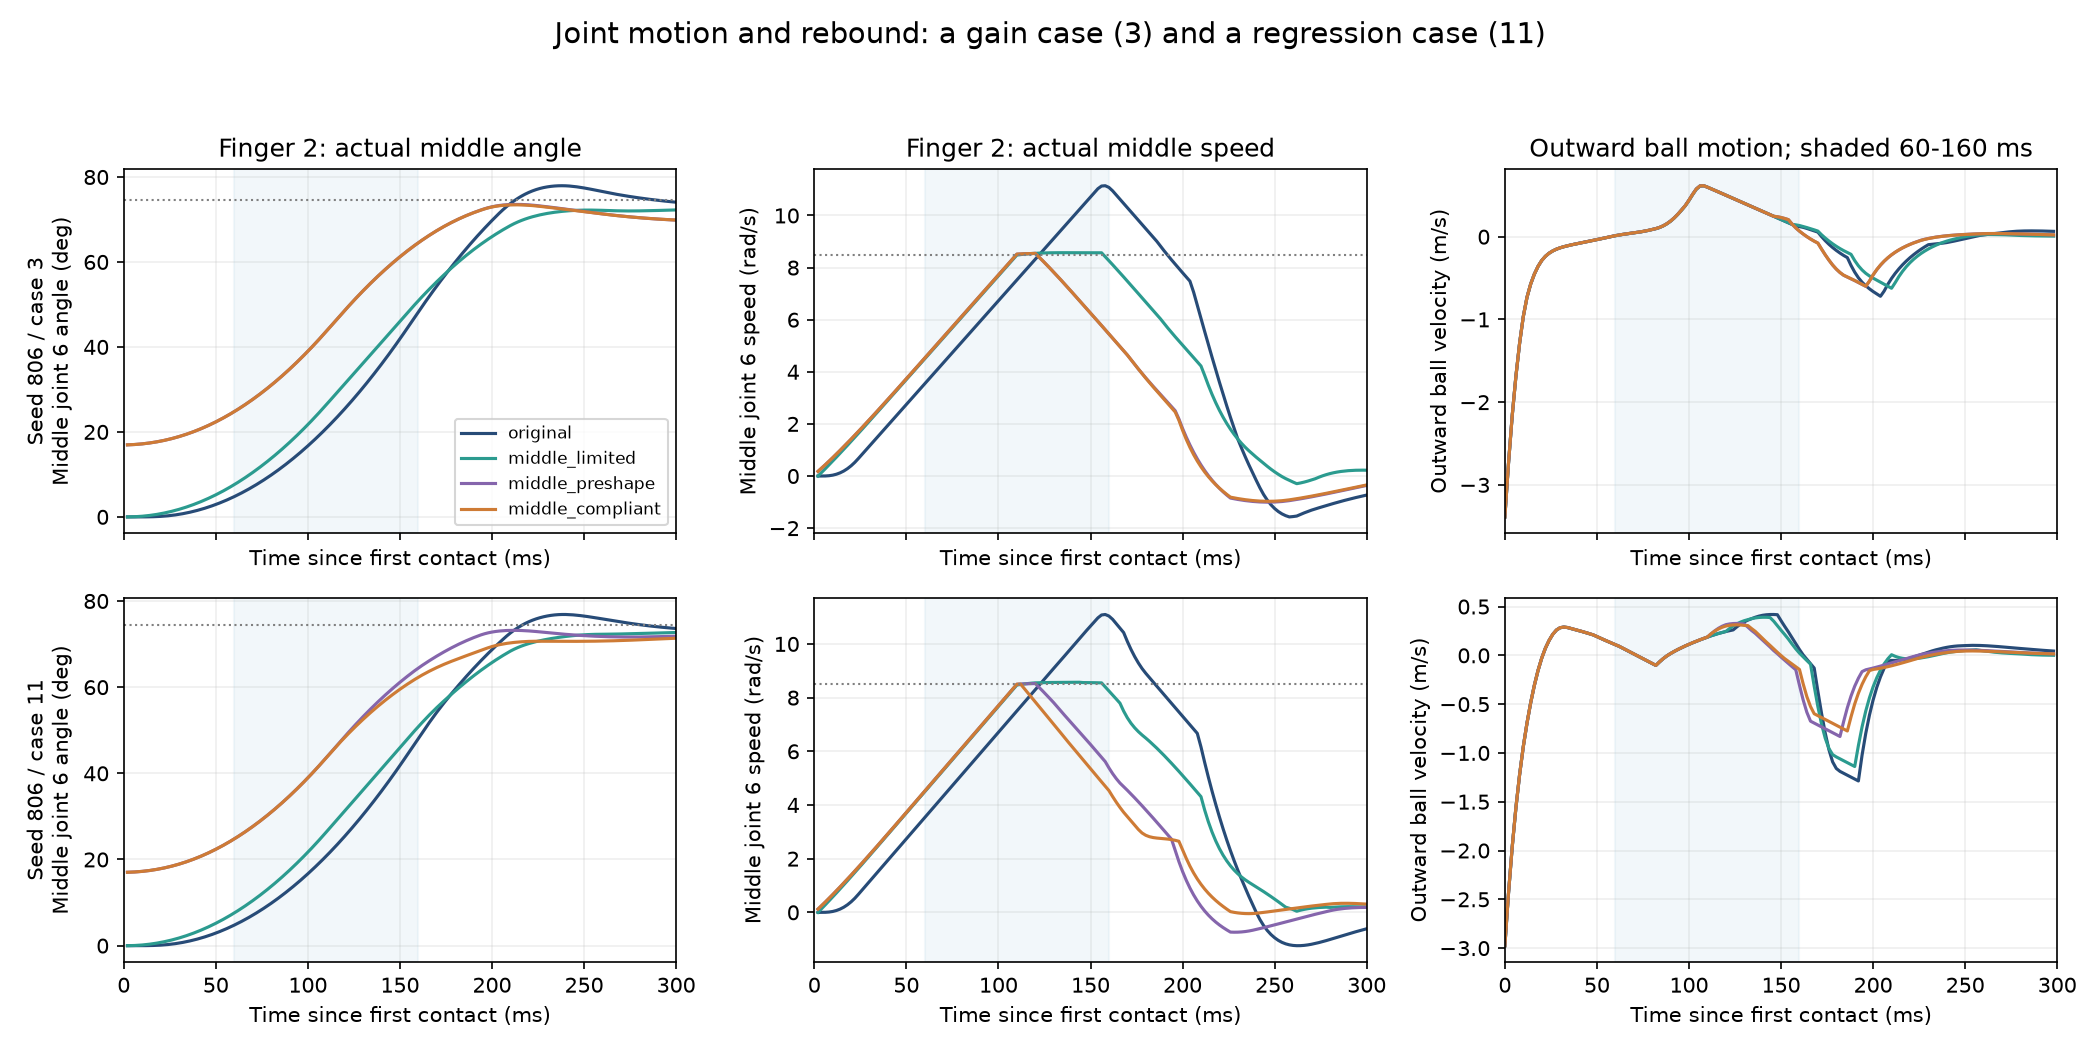 Joint motion and rebound: a gain case (3) and a regression case (11)
Finger 2: actual middle angle
Seed 806 / case 3
Middle joint 6 angle (deg)
80
60
40
20
0
original
middle_limited
middle_preshape
middle_compliant
Time since first contact (ms)
Finger 2: actual middle speed
Middle joint 6 speed (rad/s)
10
8
6
4
2
0
−2
Time since first contact (ms)
Outward ball motion; shaded 60-160 ms
Outward ball velocity (m/s)
0
−1
−2
−3
Time since first contact (ms)
Seed 806 / case 11
Middle joint 6 angle (deg)
80
60
40
20
0
0 50 100 150 200 250 300
Time since first contact (ms)
Middle joint 6 speed (rad/s)
10
8
6
4
2
0
0 50 100 150 200 250 300
Time since first contact (ms)
Outward ball velocity (m/s)
0.5
0.0
−0.5
−1.0
−1.5
−2.0
−2.5
−3.0
0 50 100 150 200 250 300
Time since first contact (ms)